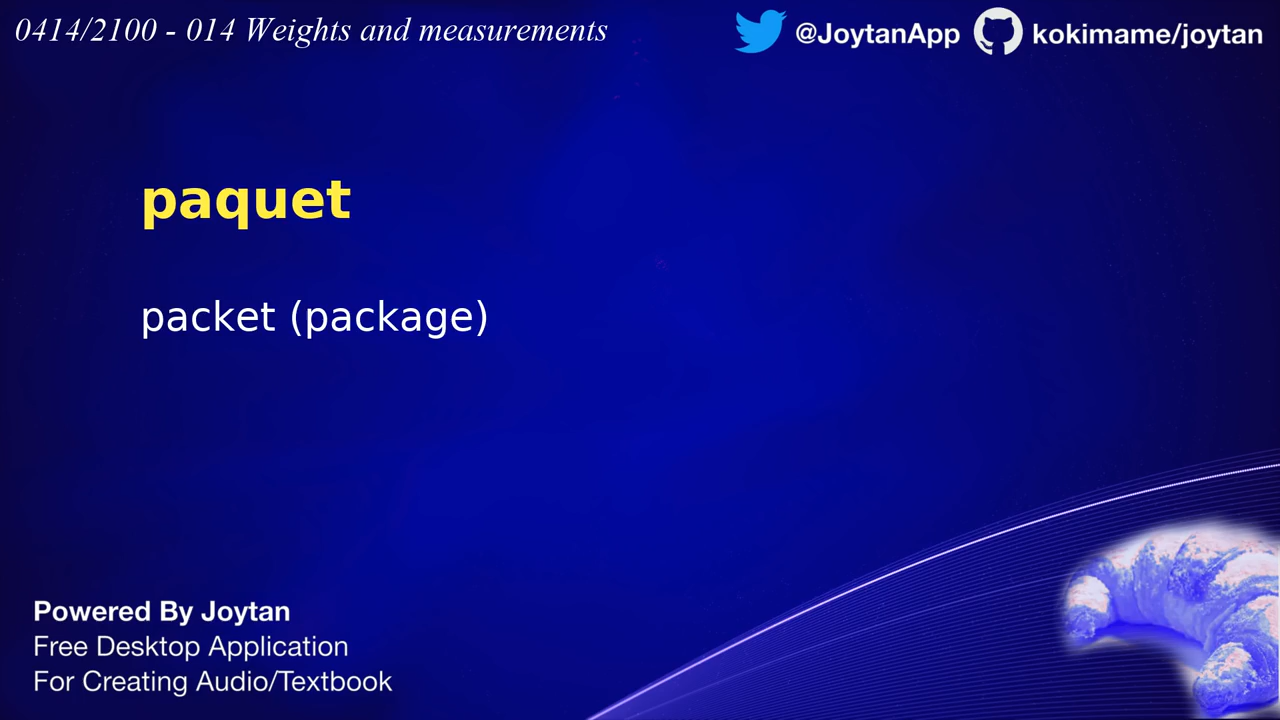 0414/2100 - 014 Weights and measurements
@JoytanApp
kokimame/joytan
paquet
packet (package)
Powered By Joytan
Free Desktop Application
For Creating Audio/Textbook